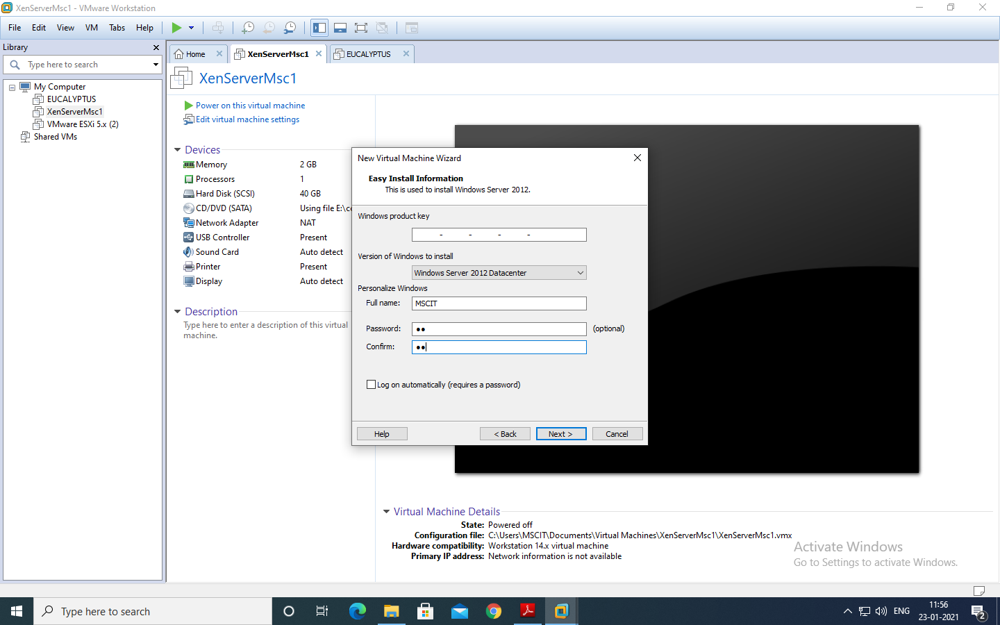 XenServerMsc1 - VMware Workstation
File Edit View VM Tabs Help
Library
Type here to search
My Computer
EUCALYPTUS
XenServerMsc1
VMware ESXi 5.x (2)
Shared VMs
Home XenServerMsc1 EUCALYPTUS
XenServerMsc1
Power on this virtual machine
Edit virtual machine settings
Devices
Memory 2 GB
Processors 1
Hard Disk (SCSI) 40 GB
CD/DVD (SATA) Using file E:\co
Network Adapter NAT
USB Controller Present
Sound Card Auto detect
Printer Present
Display Auto detect
Description
Type here to enter a description of this virtual
machine.
New Virtual Machine Wizard
Easy Install Information
This is used to install Windows Server 2012.
Windows product key
- - - -
Version of Windows to install
Windows Server 2012 Datacenter
Personalize Windows
Full name: MSCIT
Password: ●● (optional)
Confirm: ●●
Log on automatically (requires a password)
Help < Back Next > Cancel
Virtual Machine Details
State: Powered off
Configuration file: C:\Users\MSCIT\Documents\Virtual Machines\XenServerMsc1\XenServerMsc1.vmx
Hardware compatibility: Workstation 14.x virtual machine
Primary IP address: Network information is not available
Activate Windows
Go to Settings to activate Windows.
Type here to search
ENG
11:56
23-01-2021
2